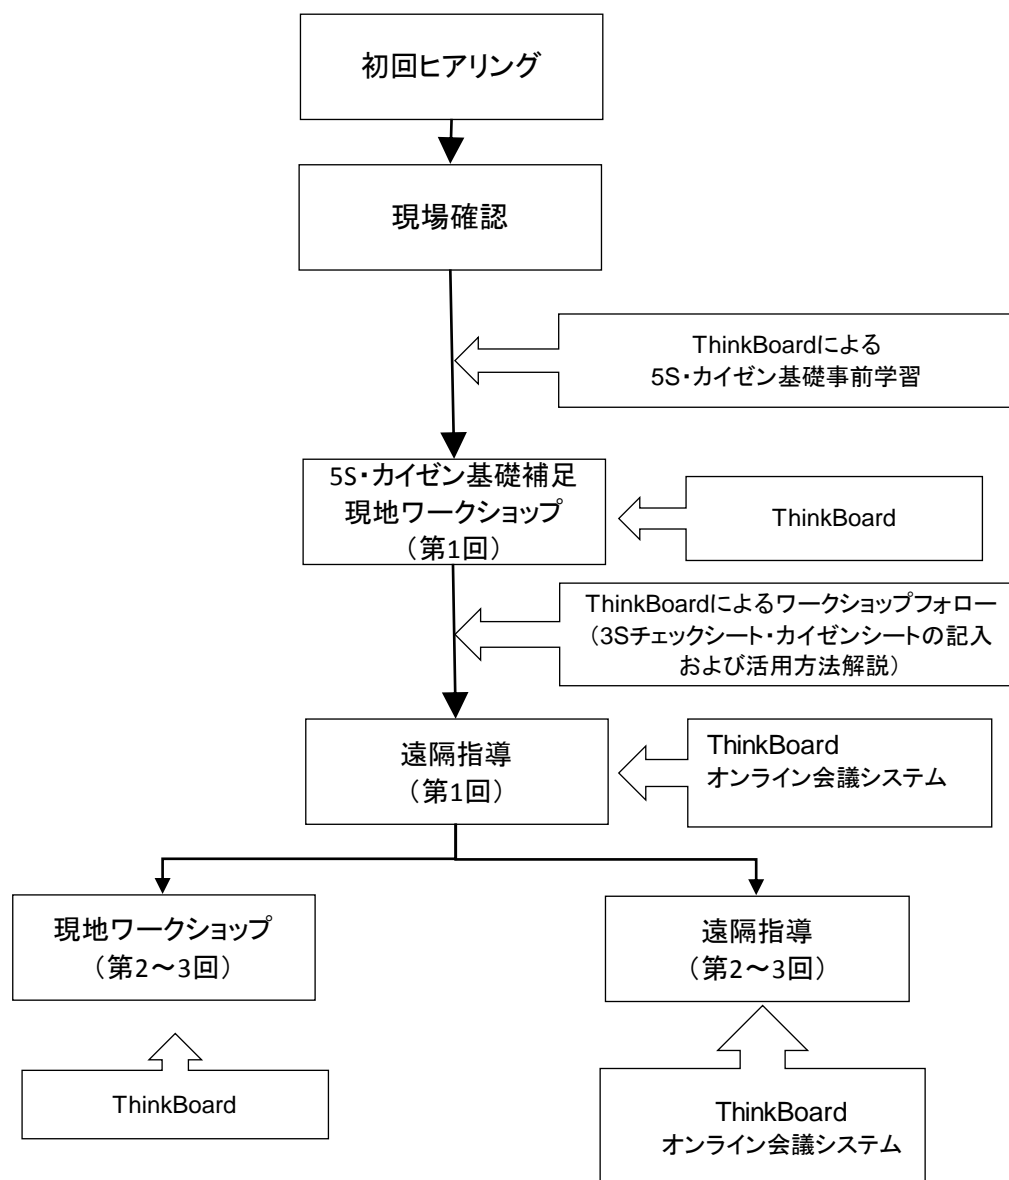 初回ヒアリング
現場確認
ThinkBoardによる
5S・カイゼン基礎事前学習
5S・カイゼン基礎補足
現地ワークショップ
（第1回）
ThinkBoard
ThinkBoardによるワークショップフォロー
（3Sチェックシート・カイゼンシートの記入
および活用方法解説）
遠隔指導
（第1回）
ThinkBoard
オンライン会議システム
現地ワークショップ
（第2～3回）
遠隔指導
（第2～3回）
ThinkBoard
ThinkBoard
オンライン会議システム